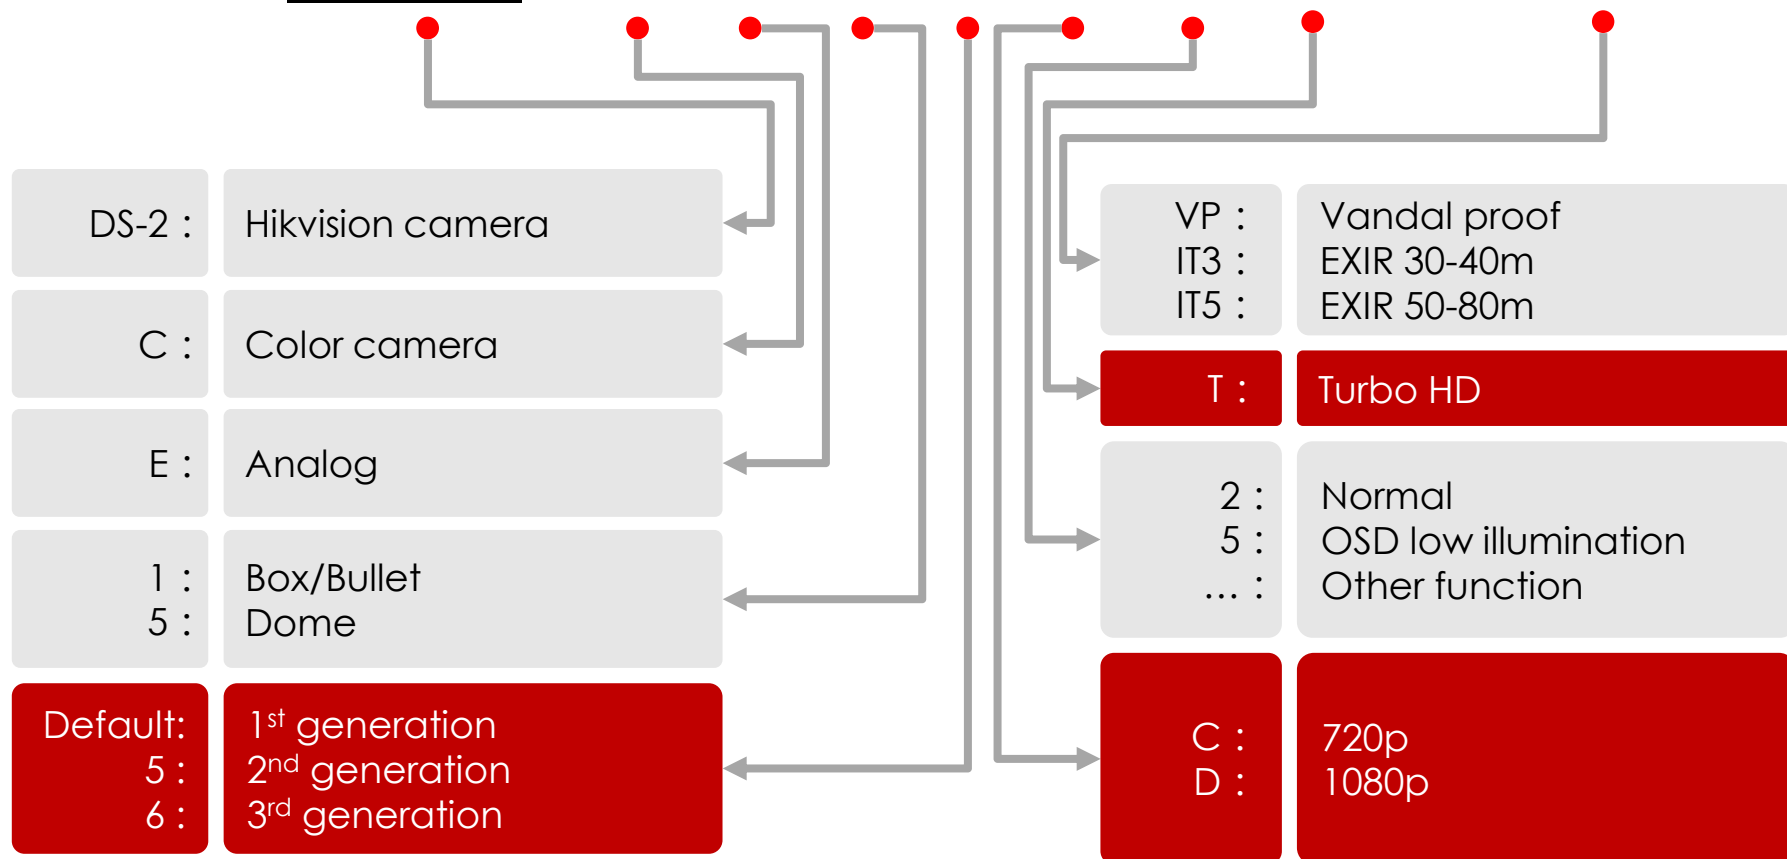 DS-2 : Hikvision camera
C : Color camera
E : Analog
1 : Box/Bullet
5 : Dome
Default: 1st generation
5 : 2nd generation
6 : 3rd generation
VP : Vandal proof
IT3 : EXIR 30-40m
IT5 : EXIR 50-80m
T : Turbo HD
2 : Normal
5 : OSD low illumination
... : Other function
C : 720p
D : 1080p